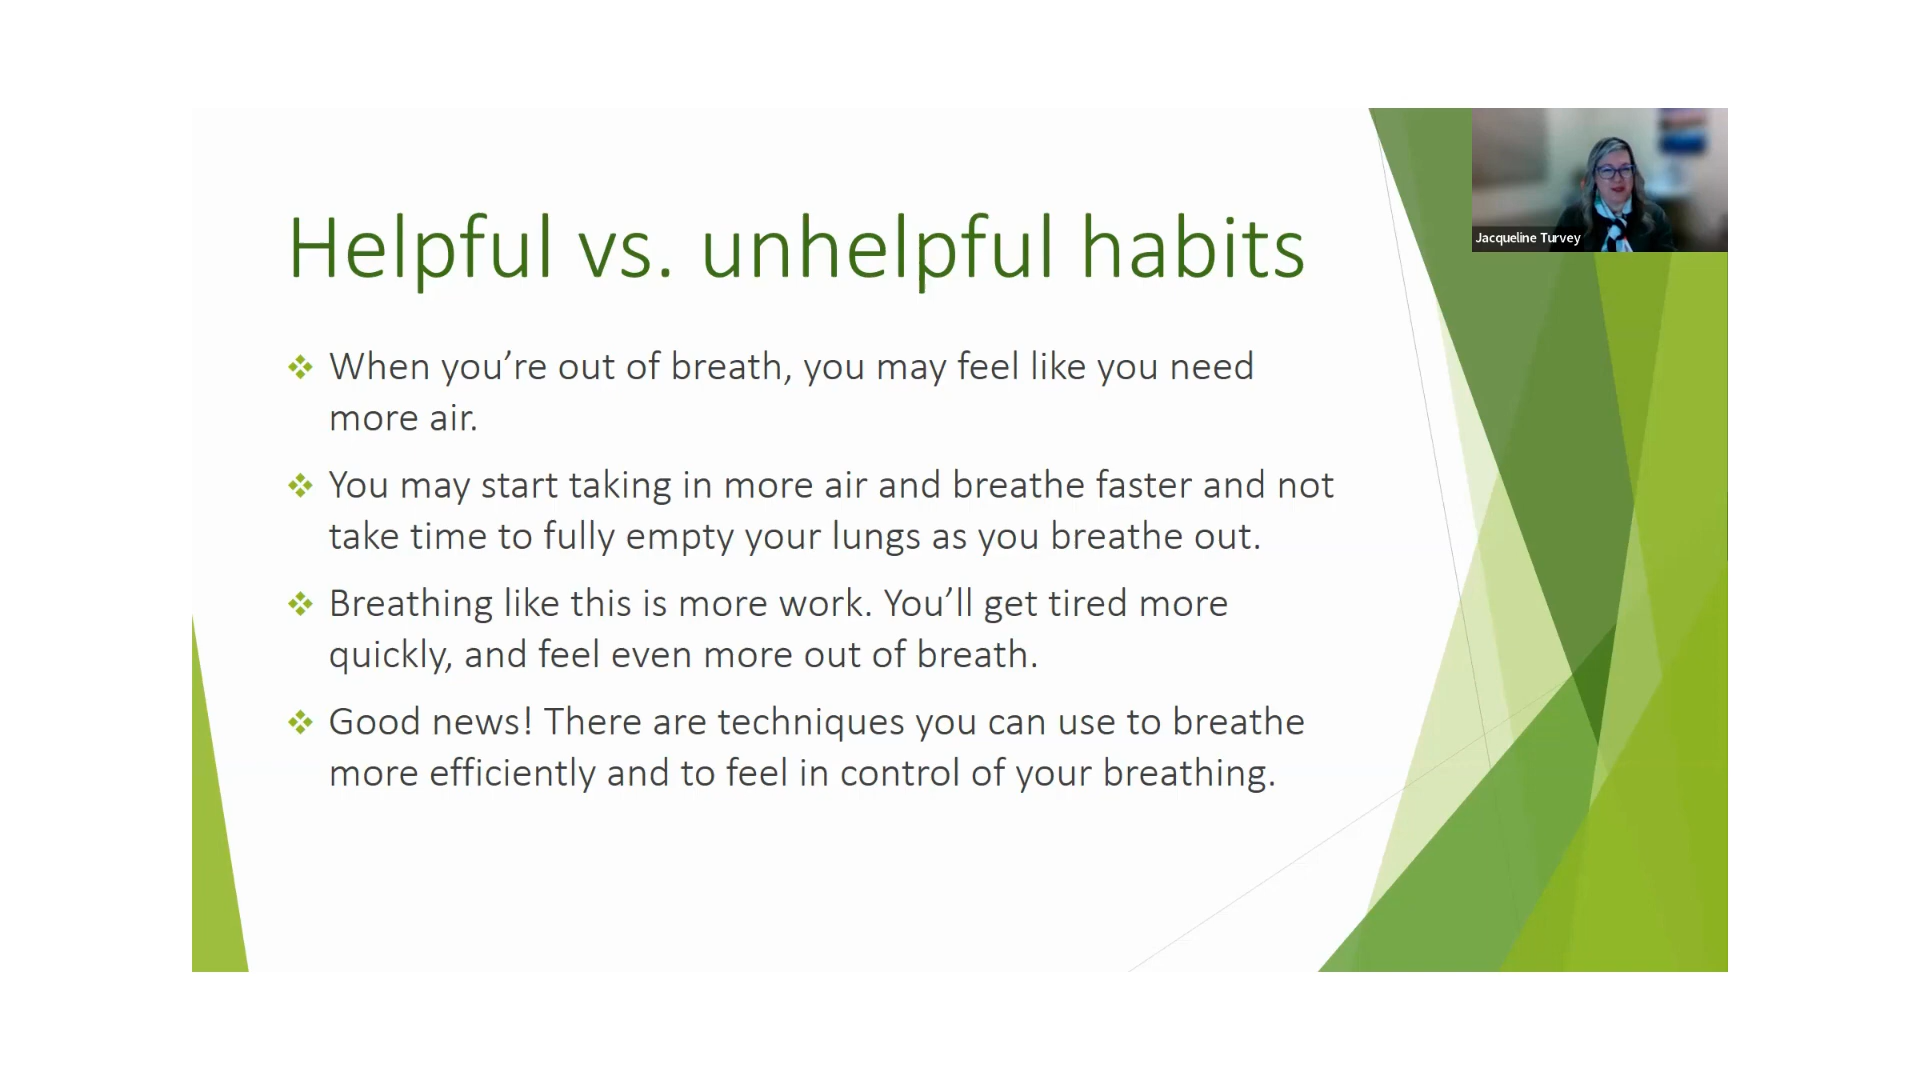 Helpful vs. unhelpful habits
Jacqueline Turvey
When you’re out of breath, you may feel like you need
more air.
You may start taking in more air and breathe faster and not
take time to fully empty your lungs as you breathe out.
Breathing like this is more work. You’ll get tired more
quickly, and feel even more out of breath.
Good news! There are techniques you can use to breathe
more efficiently and to feel in control of your breathing.